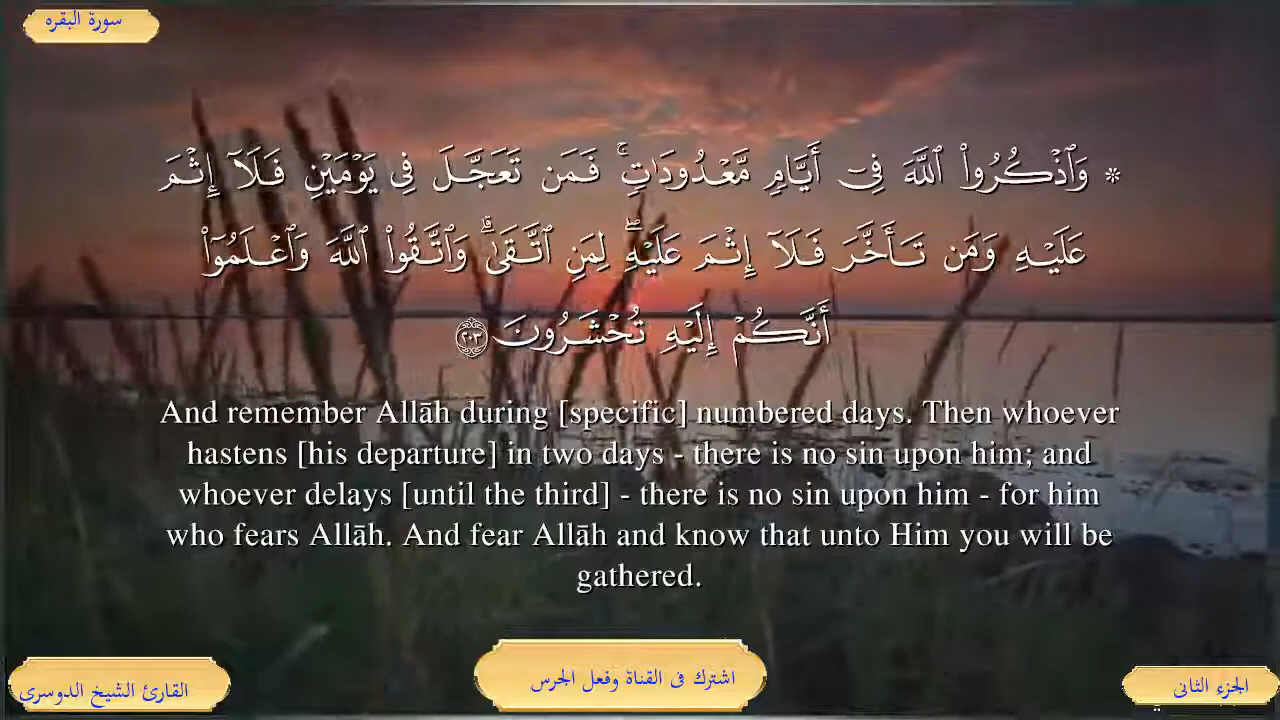 سورة البقره
* وَٱذۡكُرُواْ ٱللَّهَ فِىٓ أَيَّامٖ مَّعۡدُودَٰتٖۚ فَمَن تَعَجَّلَ فِى يَوۡمَيۡنِ فَلَآ إِثۡمَ
عَلَيۡهِ وَمَن تَأَخَّرَ فَلَآ إِثۡمَ عَلَيۡهِۖ لِمَنِ ٱتَّقَىٰۗ وَٱتَّقُواْ ٱللَّهَ وَٱعۡلَمُوٓاْ
أَنَّكُمۡ إِلَيۡهِ تُحۡشَرُونَ ٢٠٣
And remember Allāh during [specific] numbered days. Then whoever
hastens [his departure] in two days - there is no sin upon him; and
whoever delays [until the third] - there is no sin upon him - for him
who fears Allāh. And fear Allāh and know that unto Him you will be
gathered.
الجزء الثانى
اشترك فى القناة وفعل الجرس
القارئ الشيخ الدوسرى